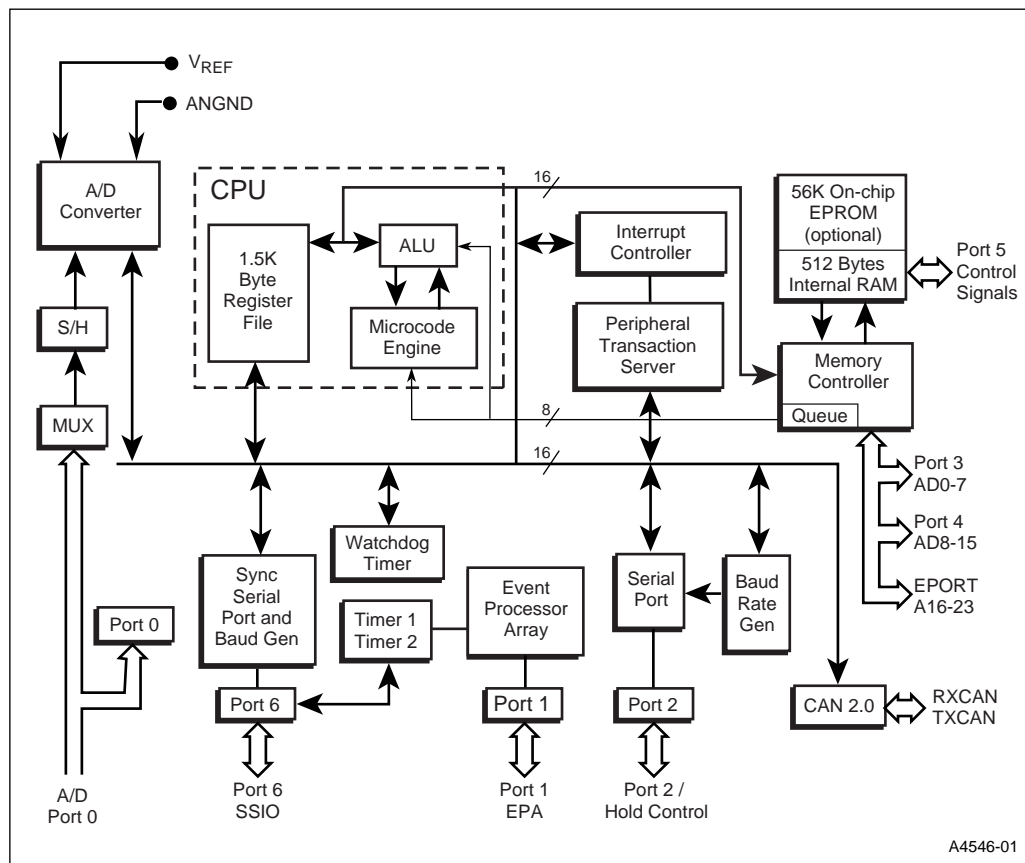 VREF
ANGND
A/D
Converter
S/H
MUX
CPU
1.5K
Byte
Register
File
ALU
Microcode
Engine
16
Interrupt
Controller
Peripheral
Transaction
Server
56K On-chip
EPROM
(optional)
512 Bytes
Internal RAM
Port 5
Control
Signals
Memory
Controller
Queue
8
16
Port 3
AD0-7
Port 4
AD8-15
EPORT
A16-23
Port 0
Sync
Serial
Port and
Baud Gen
Watchdog
Timer
Timer 1
Timer 2
Event
Processor
Array
Serial
Port
Baud
Rate
Gen
Port 6
Port 1
Port 2
CAN 2.0
RXCAN
TXCAN
A/D
Port 0
Port 6
SSIO
Port 1
EPA
Port 2 /
Hold Control
A4546-01